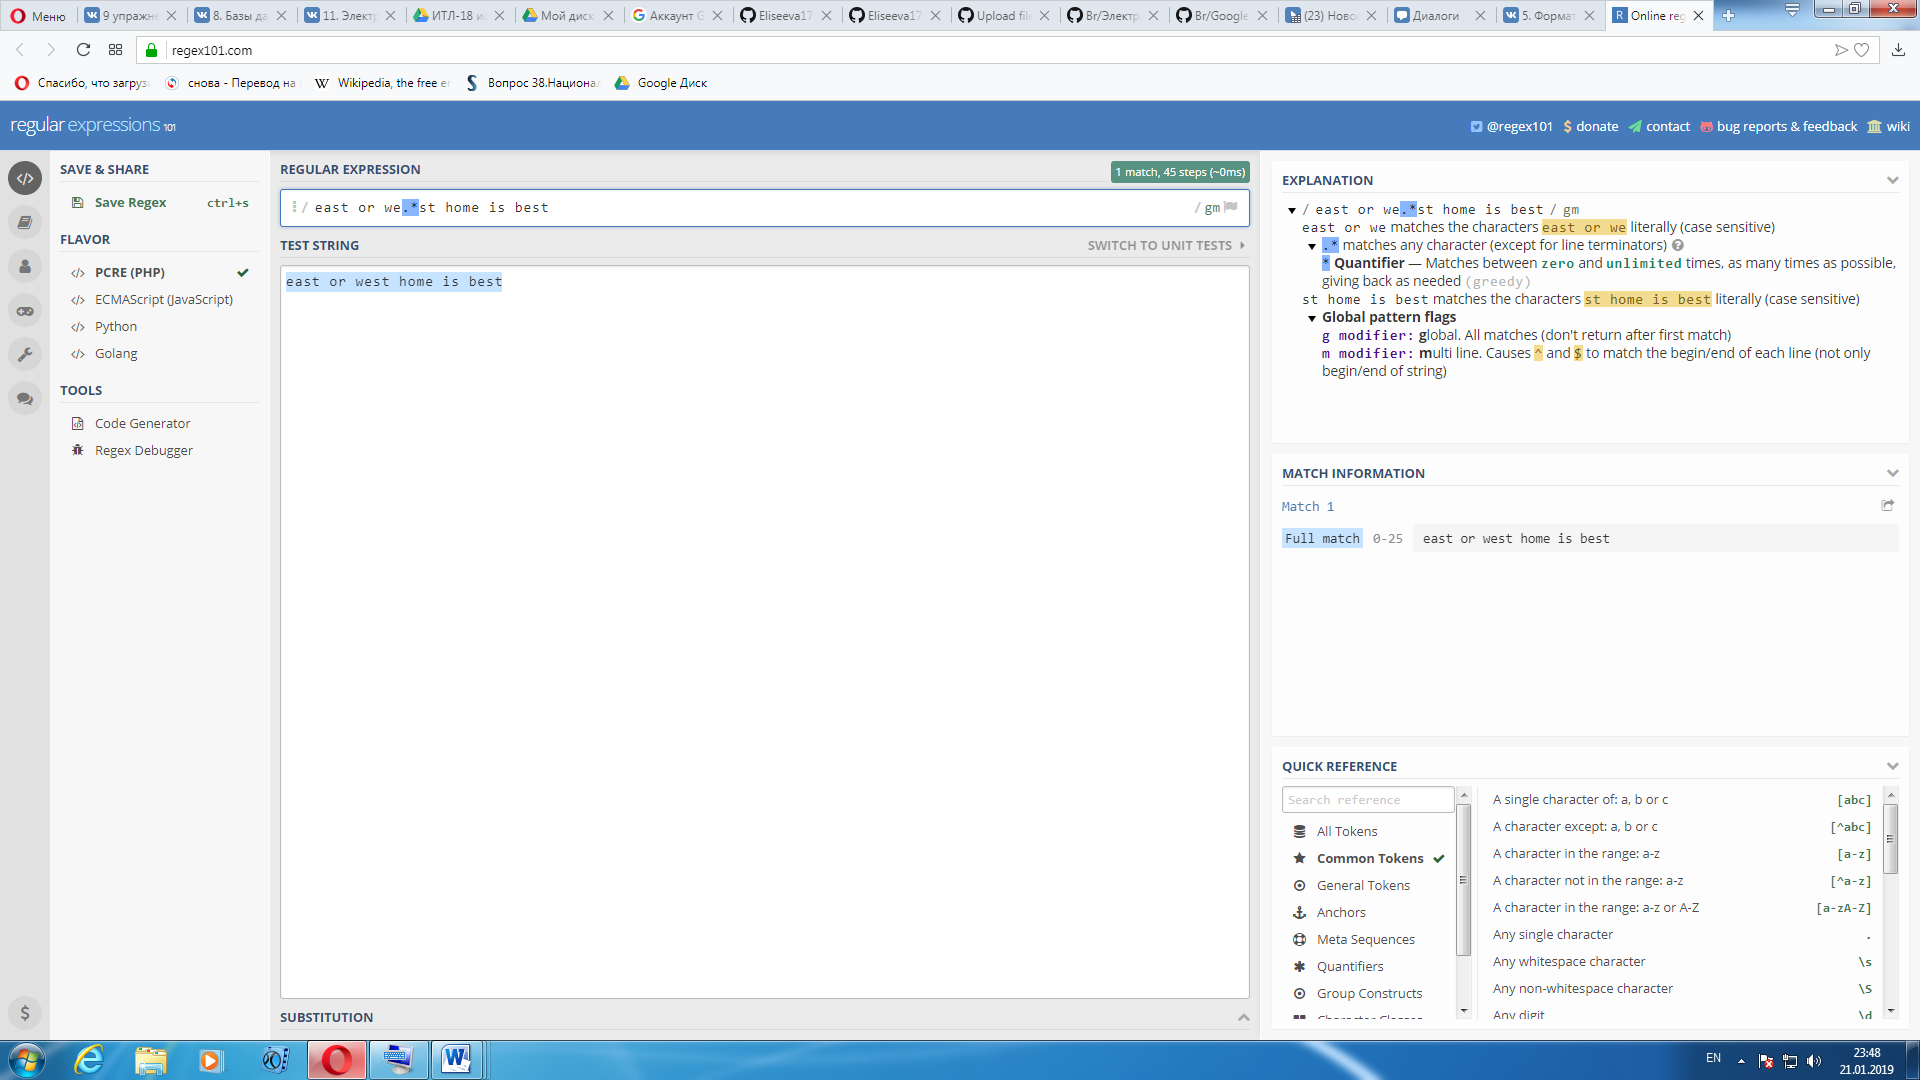 Меню
9 упражне
8. Базы да
11. Электр
ИТЛ-18 ис
Мой диск
Аккаунт G
Eliseeva17
Eliseeva17
Upload file
Br/Электр
Br/Google
(23) Ново
Диалоги
5. Формат
Online reg
regex101.com
Спасибо, что загруз
снова - Перевод на
Wikipedia, the free e
Вопрос 38.Национа
Google Диск
regular expressions 101
@regex101
$ donate
contact
bug reports & feedback
wiki
SAVE & SHARE
Save Regex ctrl+s
FLAVOR
</> PCRE (PHP)
</> ECMAScript (JavaScript)
</> Python
</> Golang
TOOLS
Code Generator
Regex Debugger
$
REGULAR EXPRESSION
1 match, 45 steps (~0ms)
/ east or we.*st home is best / gm
TEST STRING
SWITCH TO UNIT TESTS
east or west home is best
SUBSTITUTION
EXPLANATION
/ east or we.*st home is best / gm
east or we matches the characters east or we literally (case sensitive)
.* matches any character (except for line terminators)
* Quantifier — Matches between zero and unlimited times, as many times as possible,
giving back as needed (greedy)
st home is best matches the characters st home is best literally (case sensitive)
Global pattern flags
g modifier: global. All matches (don't return after first match)
m modifier: multi line. Causes ^ and $ to match the begin/end of each line (not only
begin/end of string)
MATCH INFORMATION
Match 1
Full match 0-25 east or west home is best
QUICK REFERENCE
Search reference
All Tokens
Common Tokens
General Tokens
Anchors
Meta Sequences
Quantifiers
Group Constructs
Character Classes
A single character of: a, b or c [abc]
A character except: a, b or c [^abc]
A character in the range: a-z [a-z]
A character not in the range: a-z [^a-z]
A character in the range: a-z or A-Z [a-zA-Z]
Any single character .
Any whitespace character \s
Any non-whitespace character \S
Any digit \d
EN
23:48
21.01.2019